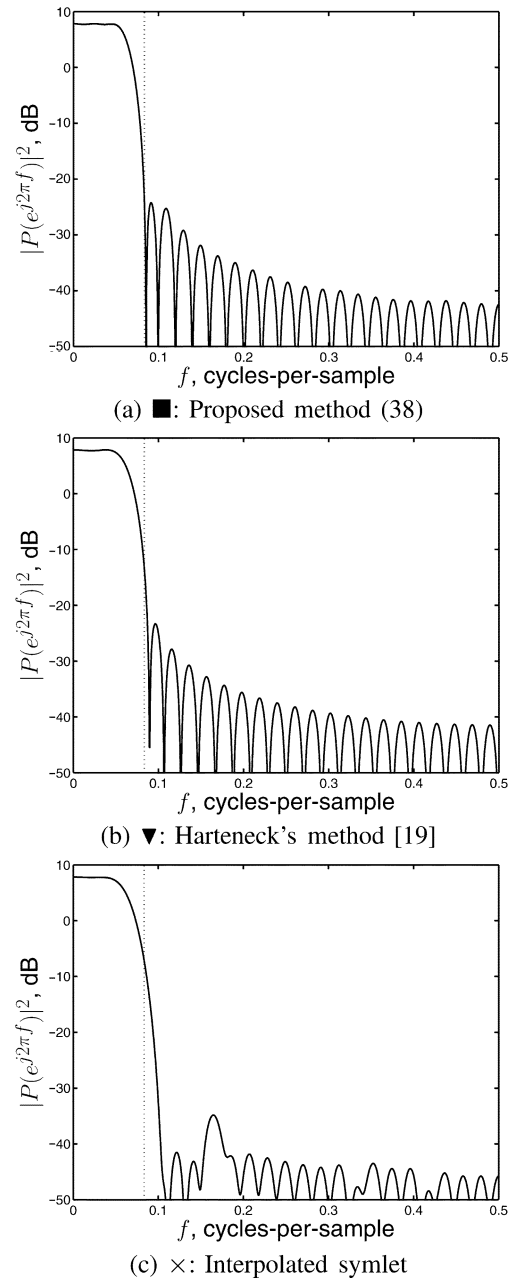 10
0
−10
−20
−30
−40
−50
|P(e^{j2πf})|^2, dB
0 0.1 0.2 0.3 0.4 0.5
f, cycles-per-sample
(a) ■: Proposed method (38)
10
0
−10
−20
−30
−40
−50
|P(e^{j2πf})|^2, dB
0 0.1 0.2 0.3 0.4 0.5
f, cycles-per-sample
(b) ▼: Harteneck's method [19]
10
0
−10
−20
−30
−40
−50
|P(e^{j2πf})|^2, dB
0 0.1 0.2 0.3 0.4 0.5
f, cycles-per-sample
(c) ×: Interpolated symlet